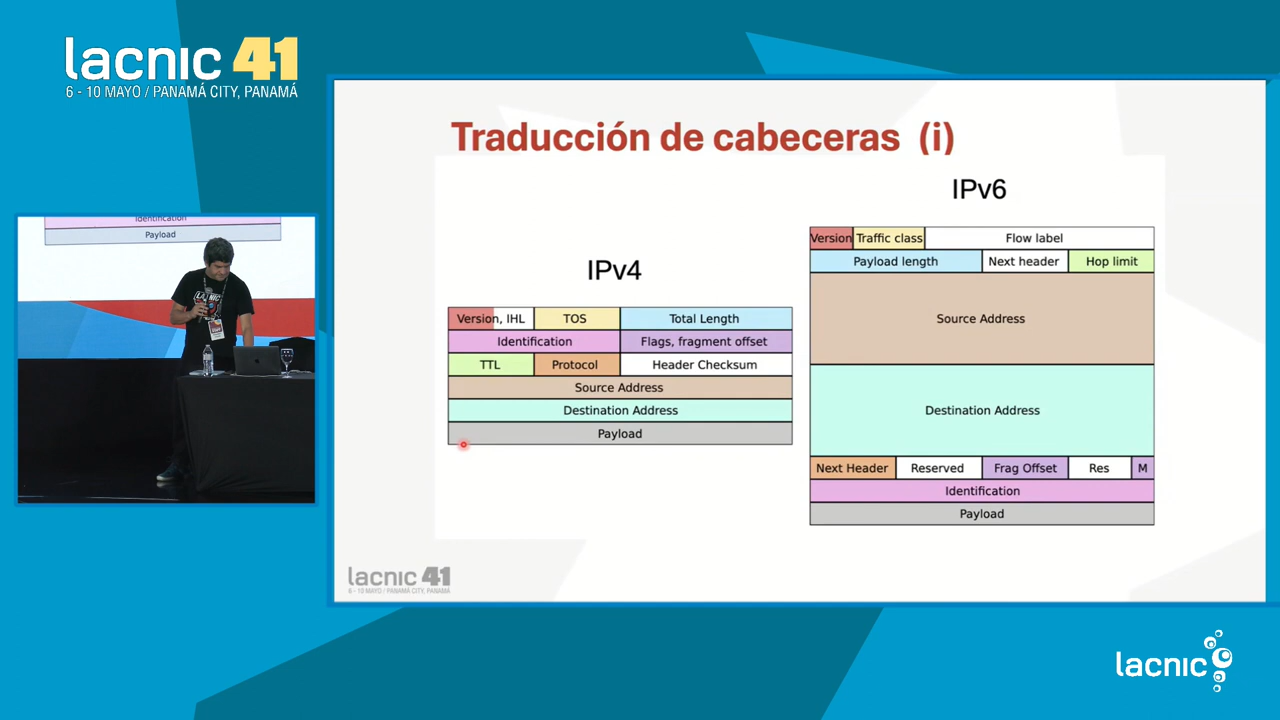 lacnic 41
6 - 10 MAYO / PANAMÁ CITY, PANAMÁ
Identification
Payload
Traducción de cabeceras (i)
IPv4
Version, IHL TOS Total Length
Identification Flags, fragment offset
TTL Protocol Header Checksum
Source Address
Destination Address
Payload
IPv6
Version Traffic class Flow label
Payload length Next header Hop limit
Source Address
Destination Address
Next Header Reserved Frag Offset Res M
Identification
Payload
lacnic 41
6 - 10 MAYO / PANAMÁ CITY, PANAMÁ
lacnic